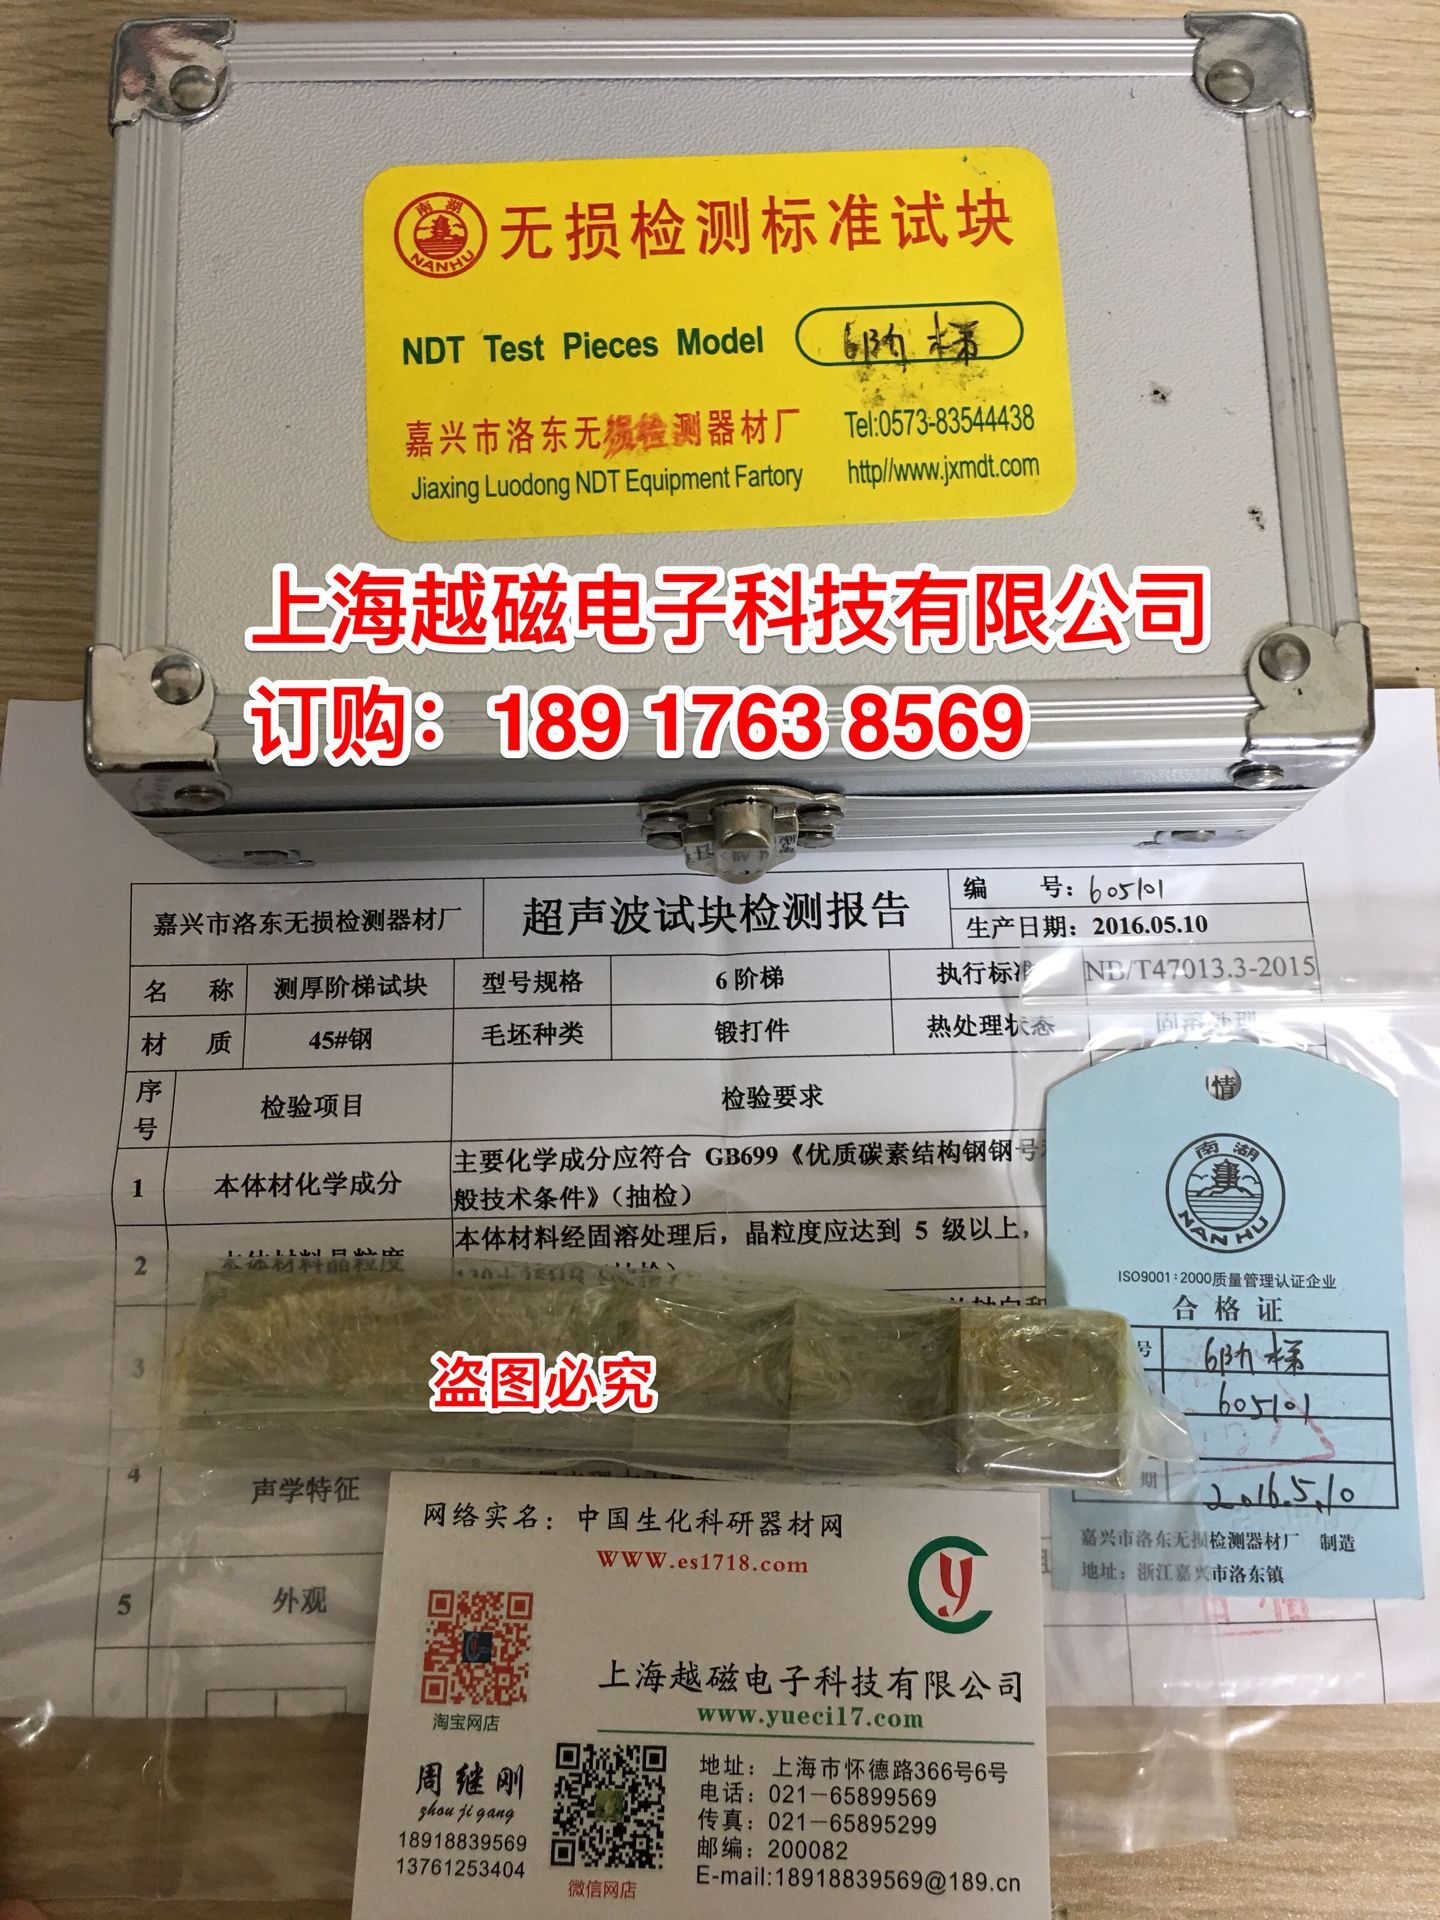 南湖
NANHU
无损检测标准试块
NDT Test Pieces Model 6阶梯
嘉兴市洛东无损检测器材厂 Tel:0573-83544438
Jiaxing Luodong NDT Equipment Fartory http//www.jxmdt.com
上海越磁电子科技有限公司
订购：189 1763 8569
嘉兴市洛东无损检测器材厂 超声波试块检测报告 编 号：605101
生产日期：2016.05.10
名 称 测厚阶梯试块 型号规格 6 阶梯 执行标准 NB/T47013.3-2015
材 质 45#钢 毛坯种类 锻打件 热处理状态 固溶处理
序号 检验项目 检验要求
1 本体材化学成分 主要化学成分应符合 GB699《优质碳素结构钢钢号
般技术条件》（抽检）
2 本体材料晶粒度 本体材料经固溶处理后，晶粒度应达到 5 级以上，
3
盗图必究
4 声学特征
5 外观
情
南湖
NANHU
ISO9001:2000质量管理认证企业
合格证
号 6阶梯
605101
期 2016.5.10
嘉兴市洛东无损检测器材厂 制造
地址：浙江嘉兴市洛东镇
网络实名：中国生化科研器材网
WWW.es1718.com
Cy
上海越磁电子科技有限公司
www.yueci17.com
淘宝网店
周继刚
zhou ji gang
18918839569
13761253404
微信网店
地址：上海市怀德路366号6号
电话：021-65899569
传真：021-65895299
邮编：200082
E-mail:18918839569@189.cn